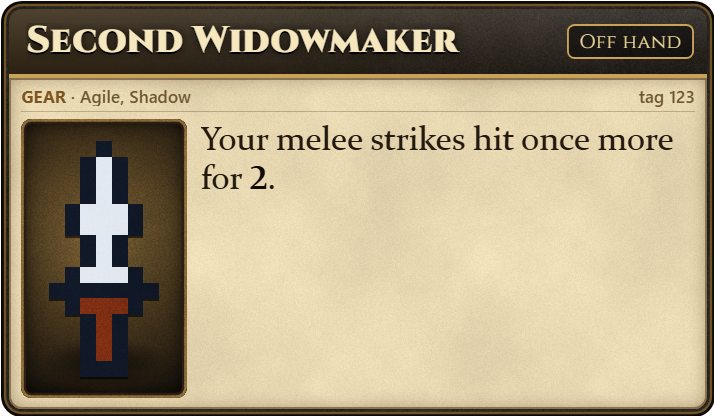 Second Widowmaker
Off hand
GEAR · Agile, Shadow
tag 123
Your melee strikes hit once more
for 2.